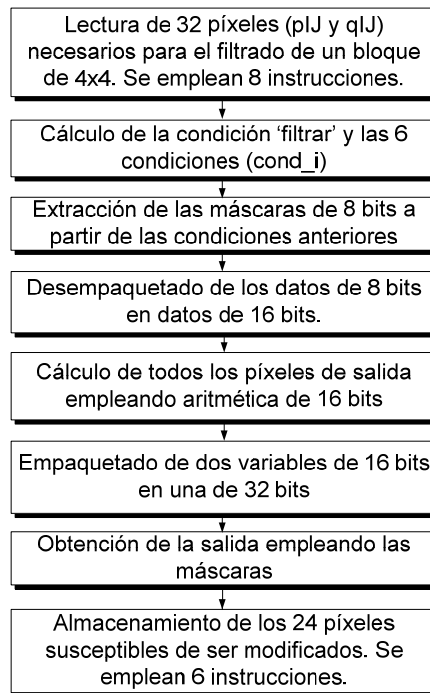 Lectura de 32 píxeles (pIJ y qIJ)
necesarios para el filtrado de un bloque
de 4x4. Se emplean 8 instrucciones.
Cálculo de la condición ‘filtrar’ y las 6
condiciones (cond_i)
Extracción de las máscaras de 8 bits a
partir de las condiciones anteriores
Desempaquetado de los datos de 8 bits
en datos de 16 bits.
Cálculo de todos los píxeles de salida
empleando aritmética de 16 bits
Empaquetado de dos variables de 16 bits
en una de 32 bits
Obtención de la salida empleando las
máscaras
Almacenamiento de los 24 píxeles
susceptibles de ser modificados. Se
emplean 6 instrucciones.